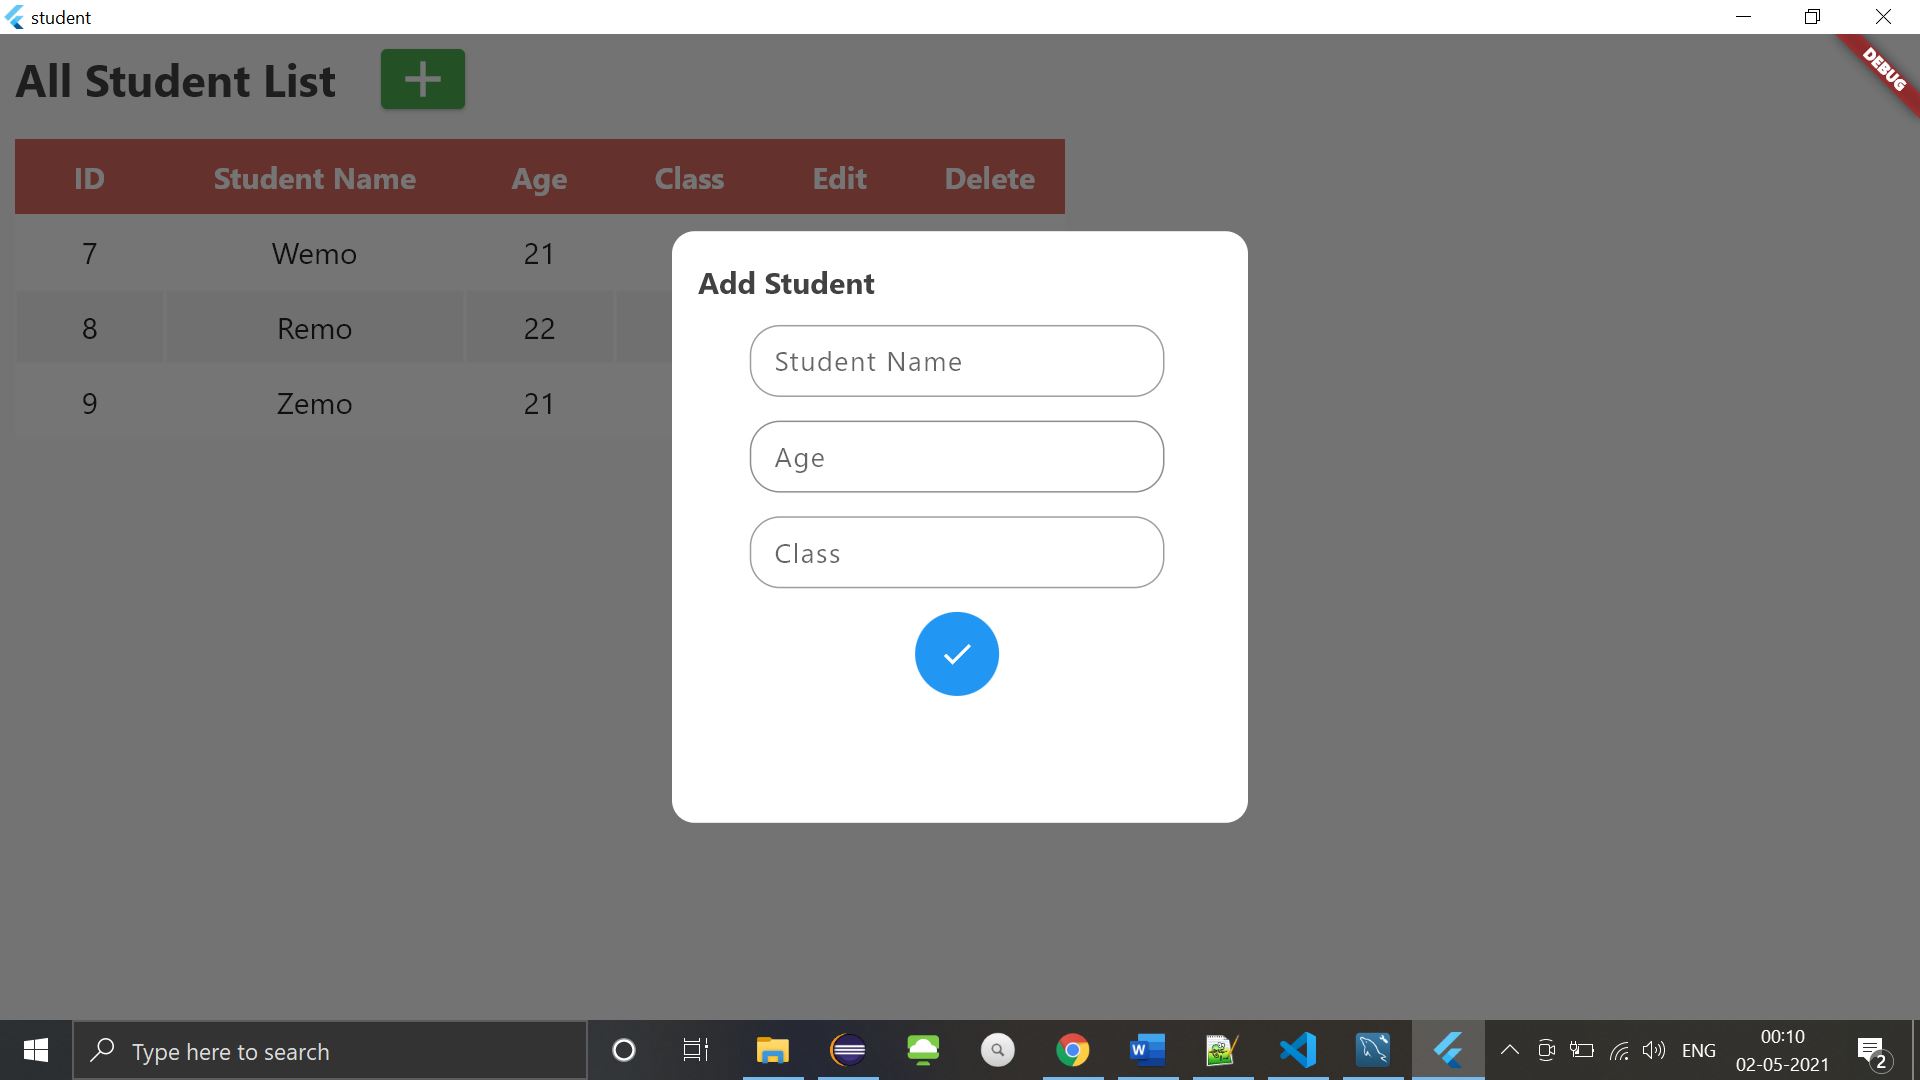 student
DEBUG
All Student List
ID Student Name Age Class Edit Delete
7 Wemo 21
8 Remo 22
9 Zemo 21
Add Student
Student Name
Age
Class
Type here to search
W
ENG
00:10
02-05-2021
2